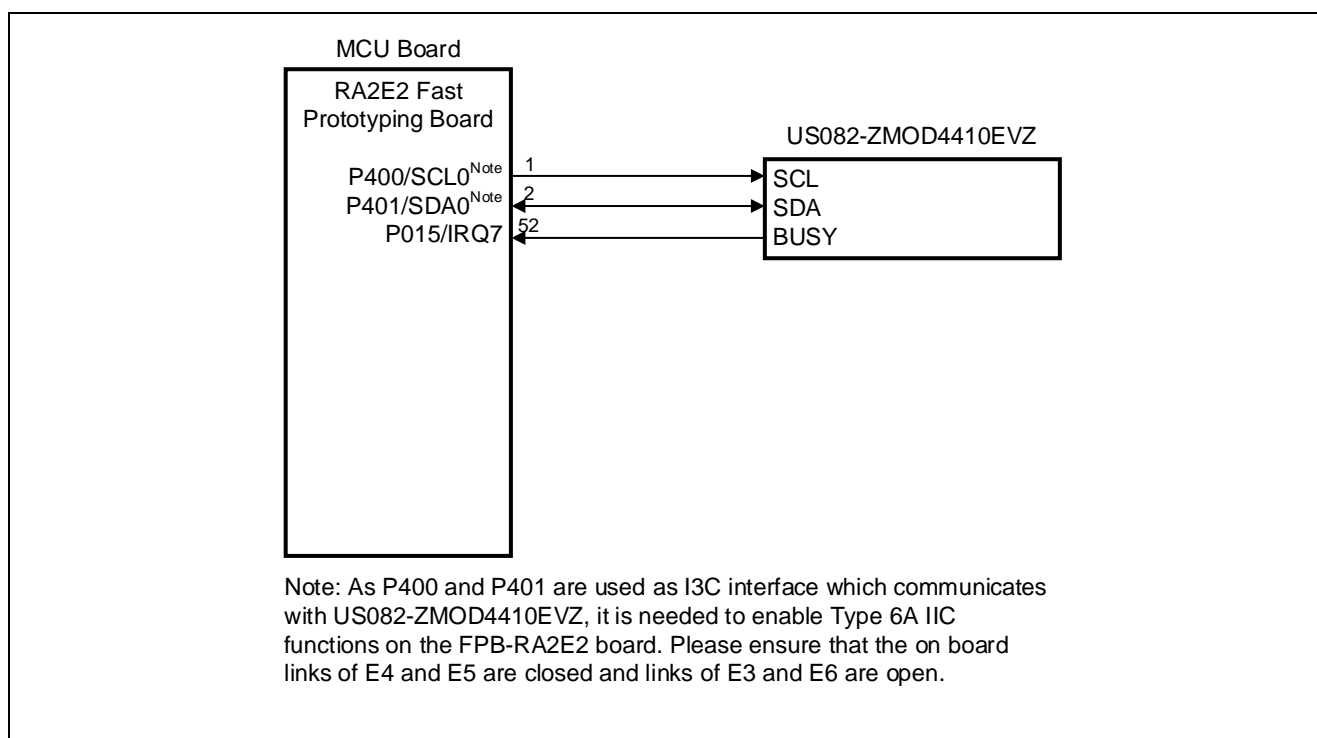 MCU Board
RA2E2 Fast
Prototyping Board
US082-ZMOD4410EVZ
P400/SCL0Note 1 SCL
P401/SDA0Note 2 SDA
P015/IRQ7 52 BUSY
Note: As P400 and P401 are used as I3C interface which communicates
with US082-ZMOD4410EVZ, it is needed to enable Type 6A IIC
functions on the FPB-RA2E2 board. Please ensure that the on board
links of E4 and E5 are closed and links of E3 and E6 are open.